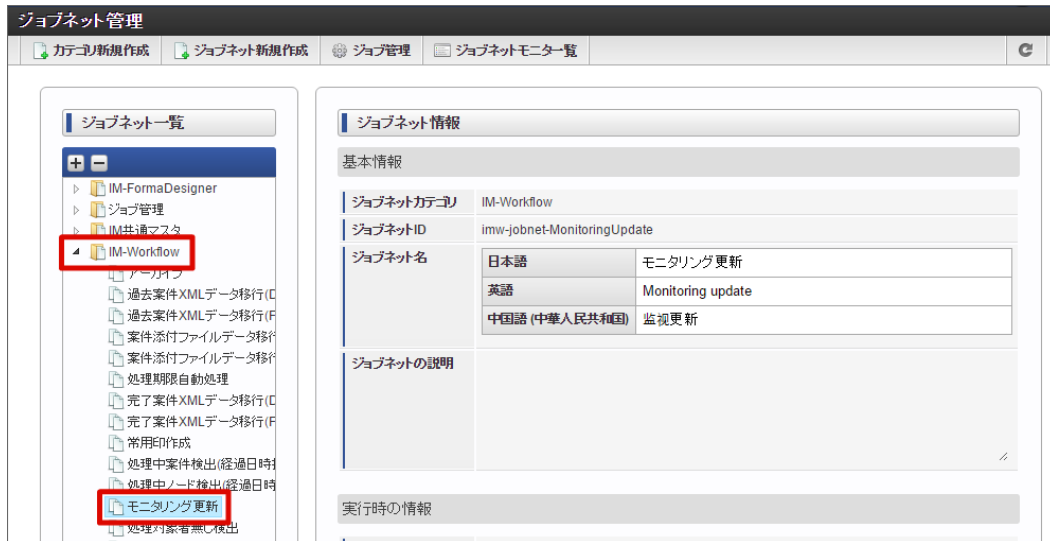 ジョブネット管理
カテゴリ新規作成 ジョブネット新規作成 ジョブ管理 ジョブネットモニター覧
ジョブネット一覧
IM-FormaDesigner
ジョブ管理
IM共通マスタ
IM-Workflow
アーカイブ
過去案件XMLデータ移行(D
過去案件XMLデータ移行(F
案件添付ファイルデータ移行
案件添付ファイルデータ移行
処理期限自動処理
完了案件XMLデータ移行(D
完了案件XMLデータ移行(F
常用印作成
処理中案件検出(経過日時
処理中ノード検出(経過日時
モニタリング更新
処理対象者無し検出
ジョブネット情報
基本情報
ジョブネットカテゴリ IM-Workflow
ジョブネットID imw-jobnet-MonitoringUpdate
ジョブネット名 日本語 モニタリング更新
英語 Monitoring update
中国語 (中華人民共和国) 监视更新
ジョブネットの説明
実行時の情報